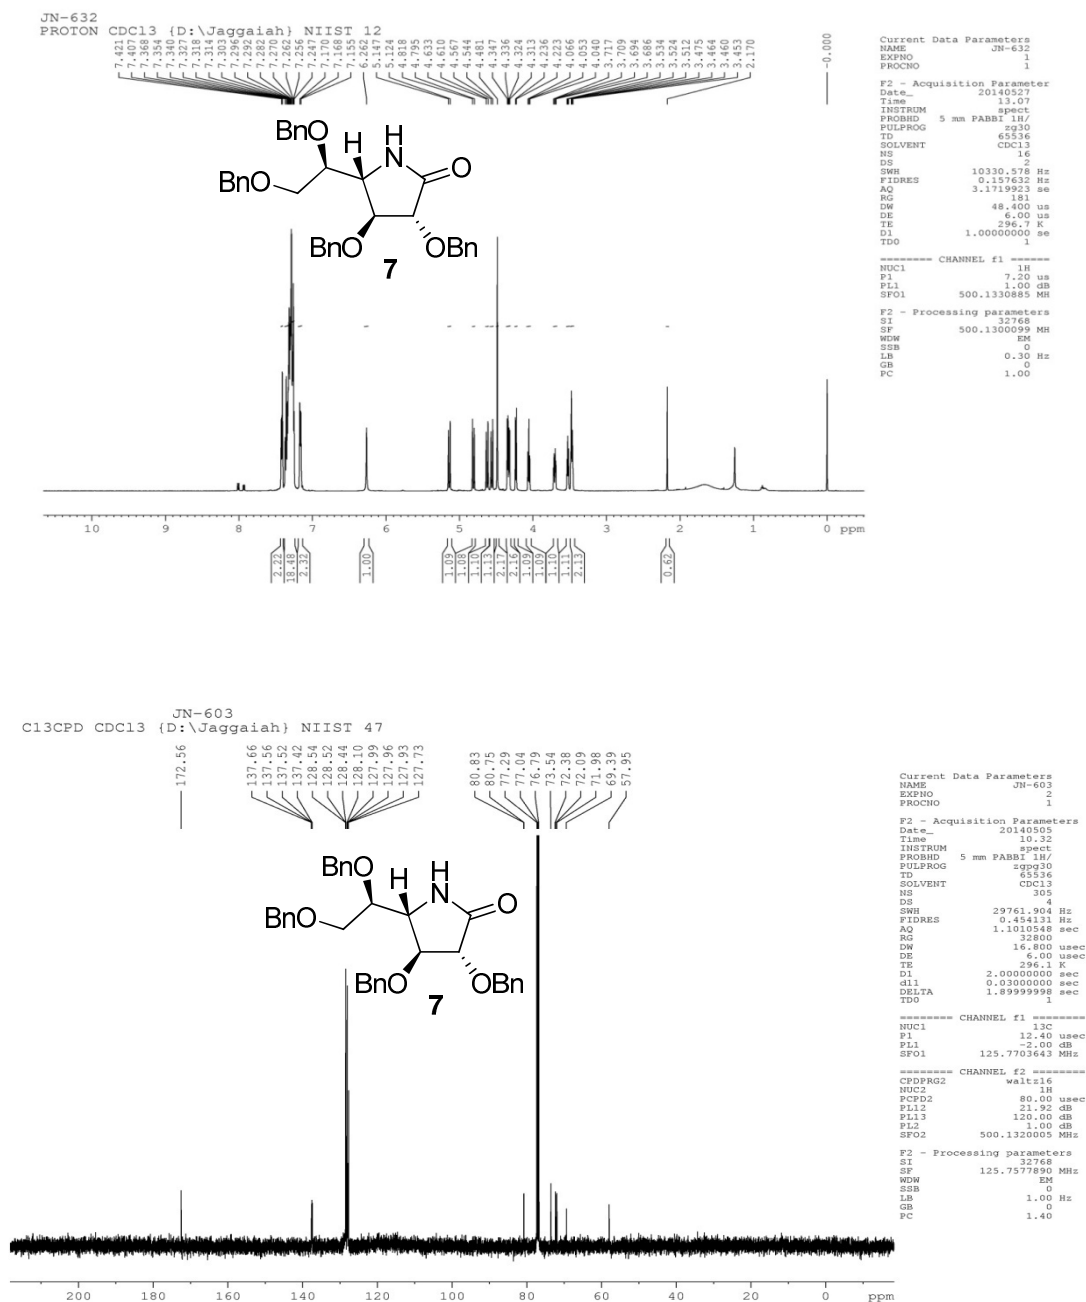 JN-632
PROTON CDCl3 {D:\Jaggaiah} NIIST 12
7.421
7.407
7.368
7.354
7.340
7.327
7.318
7.314
7.303
7.296
7.292
7.282
7.270
7.262
7.256
7.247
7.170
7.168
7.155
6.262
5.147
5.124
4.818
4.795
4.633
4.610
4.567
4.544
4.481
4.347
4.336
4.324
4.313
4.236
4.223
4.066
4.053
4.040
3.717
3.709
3.694
3.686
3.534
3.524
3.512
3.475
3.464
3.460
3.453
2.170
-0.000
BnO
H
H
N
O
BnO
BnO
OBn
7
10 9 8 7 6 5 4 3 2 1 0 ppm
2.22
18.48
2.32
1.00
1.09
1.08
1.10
1.13
2.17
2.16
1.09
1.09
1.10
1.11
2.13
0.62
Current Data Parameters
NAME JN-632
EXPNO 1
PROCNO 1
F2 - Acquisition Parameter
Date_ 20140527
Time 13.07
INSTRUM spect
PROBHD 5 mm PABBI 1H/
PULPROG zg30
TD 65536
SOLVENT CDCl3
NS 16
DS 2
SWH 10330.578 Hz
FIDRES 0.157632 Hz
AQ 3.1719923 se
RG 181
DW 48.400 us
DE 6.00 us
TE 296.7 K
D1 1.00000000 se
TD0 1
======== CHANNEL f1 ======
NUC1 1H
P1 7.20 us
PL1 1.00 dB
SFO1 500.1330885 MH
F2 - Processing parameters
SI 32768
SF 500.1300099 MH
WDW EM
SSB 0
LB 0.30 Hz
GB 0
PC 1.00
JN-603
C13CPD CDCl3 {D:\Jaggaiah} NIIST 47
172.56
137.66
137.56
137.52
137.42
128.54
128.52
128.44
128.10
127.99
127.96
127.93
127.73
80.83
80.75
77.29
77.04
76.79
73.54
72.38
72.09
71.98
69.39
57.95
BnO
H
H
N
O
BnO
BnO
OBn
7
200 180 160 140 120 100 80 60 40 20 0 ppm
Current Data Parameters
NAME JN-603
EXPNO 2
PROCNO 1
F2 - Acquisition Parameters
Date_ 20140505
Time 10.32
INSTRUM spect
PROBHD 5 mm PABBI 1H/
PULPROG zgpg30
TD 65536
SOLVENT CDCl3
NS 305
DS 4
SWH 29761.904 Hz
FIDRES 0.454131 Hz
AQ 1.1010548 sec
RG 32800
DW 16.800 usec
DE 6.00 usec
TE 296.1 K
D1 2.00000000 sec
d11 0.03000000 sec
DELTA 1.89999998 sec
TD0 1
======== CHANNEL f1 ========
NUC1 13C
P1 12.40 usec
PL1 -2.00 dB
SFO1 125.7703643 MHz
======== CHANNEL f2 ========
CPDPRG2 waltz16
NUC2 1H
PCPD2 80.00 usec
PL12 21.92 dB
PL13 120.00 dB
PL2 1.00 dB
SFO2 500.1320005 MHz
F2 - Processing parameters
SI 32768
SF 125.7577890 MHz
WDW EM
SSB 0
LB 1.00 Hz
GB 0
PC 1.40